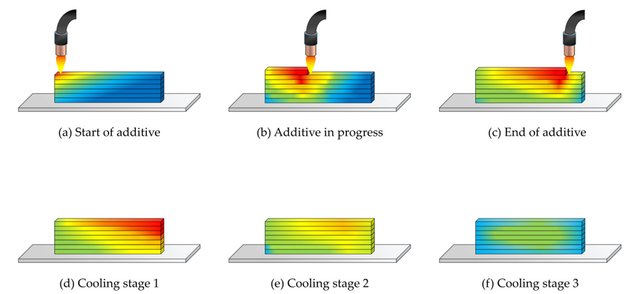 (a) Start of additive
(b) Additive in progress
(c) End of additive
(d) Cooling stage 1
(e) Cooling stage 2
(f) Cooling stage 3